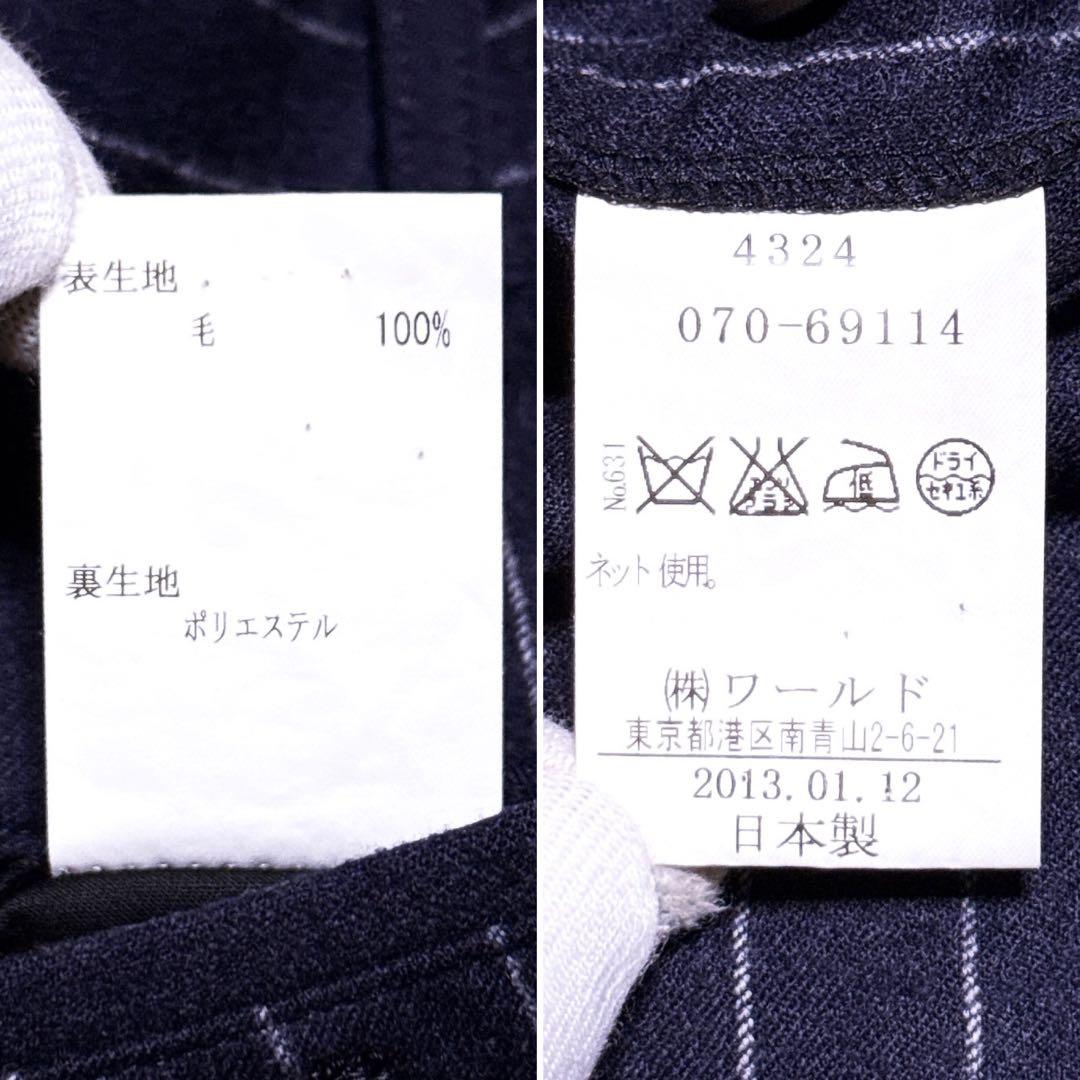 表生地
毛 100%
裏生地
ポリエステル
4324
070-69114
No.631
低
ドライ
セキユ系
ネット使用。
㈱ワールド
東京都港区南青山2-6-21
2013.01.12
日本製